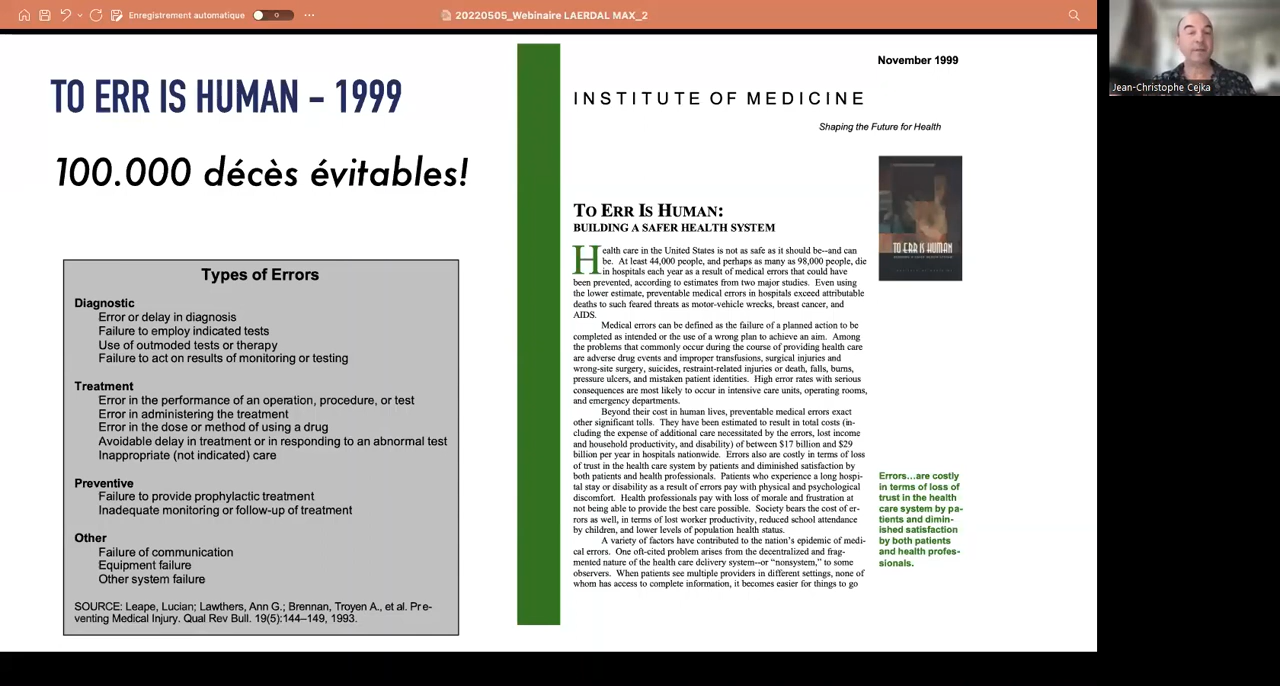 Enregistrement automatique
20220505_Webinaire LAERDAL MAX_2
Jean-Christophe Cejka
TO ERR IS HUMAN – 1999
100.000 décès évitables!
Types of Errors
Diagnostic
Error or delay in diagnosis
Failure to employ indicated tests
Use of outmoded tests or therapy
Failure to act on results of monitoring or testing
Treatment
Error in the performance of an operation, procedure, or test
Error in administering the treatment
Error in the dose or method of using a drug
Avoidable delay in treatment or in responding to an abnormal test
Inappropriate (not indicated) care
Preventive
Failure to provide prophylactic treatment
Inadequate monitoring or follow-up of treatment
Other
Failure of communication
Equipment failure
Other system failure
SOURCE: Leape, Lucian; Lawthers, Ann G.; Brennan, Troyen A., et al. Pre-
venting Medical Injury. Qual Rev Bull. 19(5):144–149, 1993.
November 1999
INSTITUTE OF MEDICINE
Shaping the Future for Health
TO ERR IS HUMAN
TO ERR IS HUMAN:
BUILDING A SAFER HEALTH SYSTEM
Health care in the United States is not as safe as it should be--and can
be. At least 44,000 people, and perhaps as many as 98,000 people, die
in hospitals each year as a result of medical errors that could have
been prevented, according to estimates from two major studies. Even using
the lower estimate, preventable medical errors in hospitals exceed attributable
deaths to such feared threats as motor-vehicle wrecks, breast cancer, and
AIDS.
Medical errors can be defined as the failure of a planned action to be
completed as intended or the use of a wrong plan to achieve an aim. Among
the problems that commonly occur during the course of providing health care
are adverse drug events and improper transfusions, surgical injuries and
wrong-site surgery, suicides, restraint-related injuries or death, falls, burns,
pressure ulcers, and mistaken patient identities. High error rates with serious
consequences are most likely to occur in intensive care units, operating rooms,
and emergency departments.
Beyond their cost in human lives, preventable medical errors exact
other significant tolls. They have been estimated to result in total costs (in-
cluding the expense of additional care necessitated by the errors, lost income
and household productivity, and disability) of between $17 billion and $29
billion per year in hospitals nationwide. Errors also are costly in terms of loss
of trust in the health care system by patients and diminished satisfaction by
both patients and health professionals. Patients who experience a long hospi-
tal stay or disability as a result of errors pay with physical and psychological
discomfort. Health professionals pay with loss of morale and frustration at
not being able to provide the best care possible. Society bears the cost of er-
rors as well, in terms of lost worker productivity, reduced school attendance
by children, and lower levels of population health status.
A variety of factors have contributed to the nation's epidemic of medi-
cal errors. One oft-cited problem arises from the decentralized and frag-
mented nature of the health care delivery system--or "nonsystem," to some
observers. When patients see multiple providers in different settings, none of
whom has access to complete information, it becomes easier for things to go
Errors…are costly
in terms of loss of
trust in the health
care system by pa-
tients and dimin-
ished satisfaction
by both patients
and health profes-
sionals.